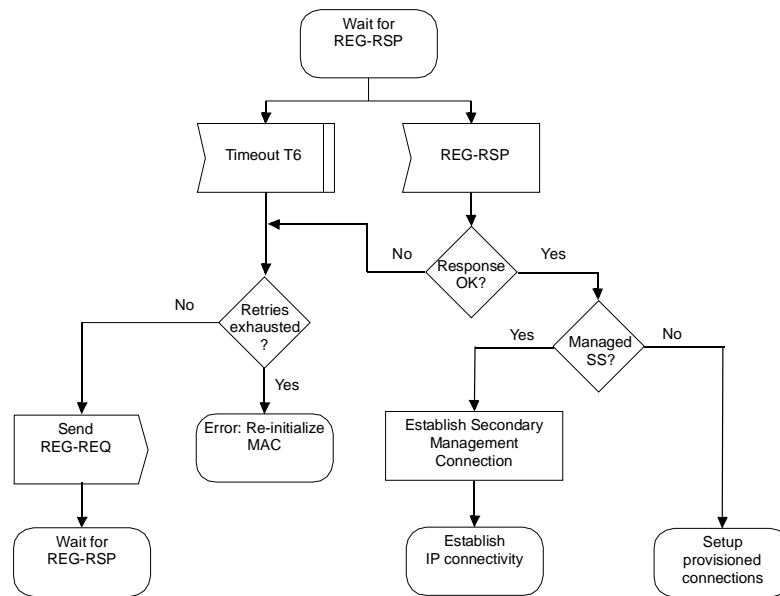 Wait for
REG-RSP
Timeout T6
REG-RSP
No
Response
OK?
Yes
No
Retries
exhausted
?
Yes
Managed
SS?
No
Yes
Send
REG-REQ
Error: Re-initialize
MAC
Establish Secondary
Management
Connection
Wait for
REG-RSP
Establish
IP connectivity
Setup
provisioned
connections